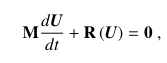 M dU/dt + R (U) = 0 ,